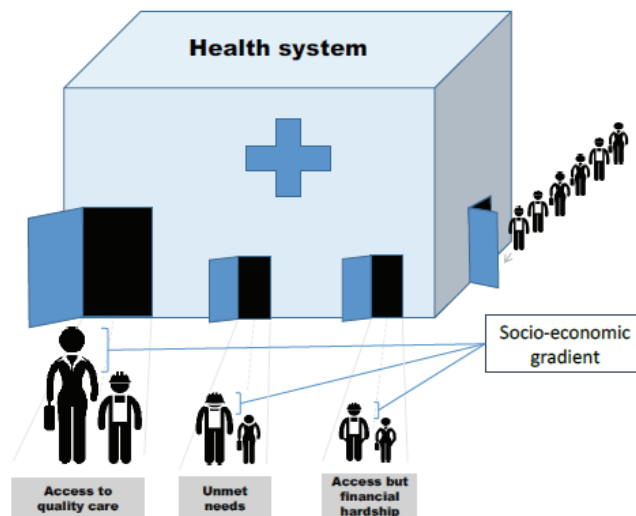 Health system
Socio-economic
gradient
Access to
quality care
Unmet
needs
Access but
financial
hardship